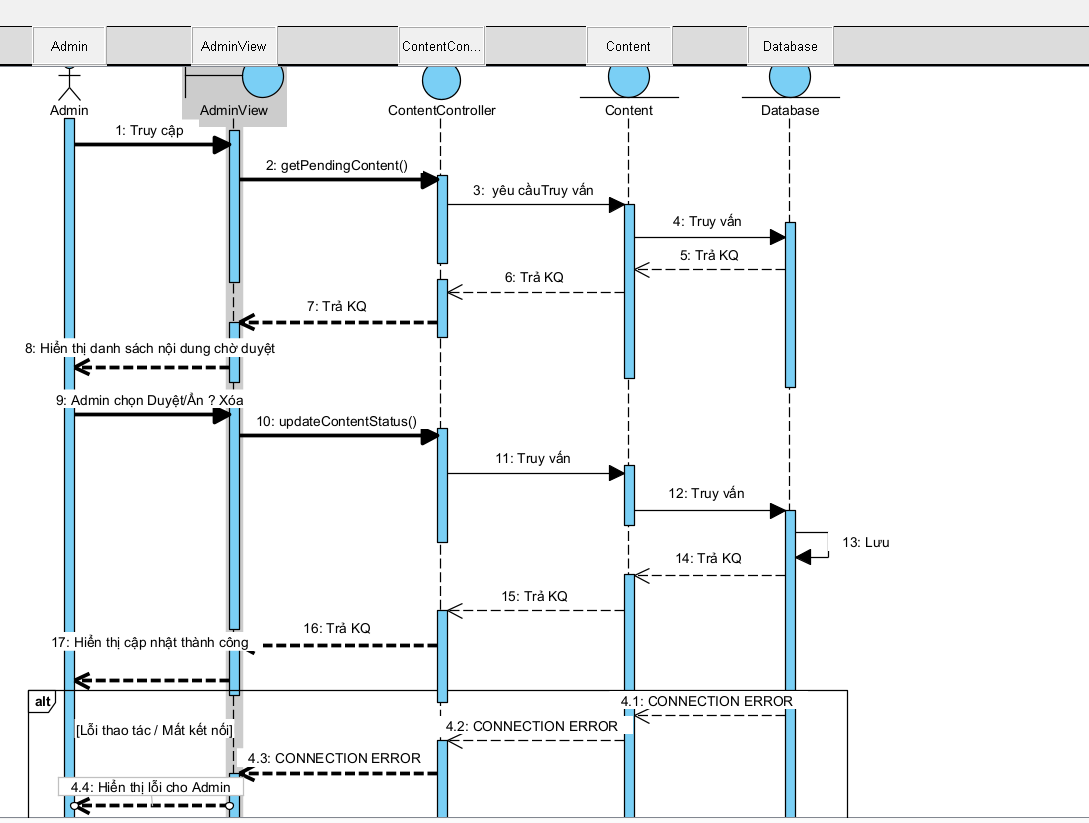 Admin
AdminView
ContentCon...
Content
Database
Admin
AdminView
ContentController
Content
Database
1: Truy cập
2: getPendingContent()
3:  yêu cầuTruy vấn
4: Truy vấn
5: Trả KQ
6: Trả KQ
7: Trả KQ
8: Hiển thị danh sách nội dung chờ duyệt
9: Admin chọn Duyệt/Ẩn ? Xóa
10: updateContentStatus()
11: Truy vấn
12: Truy vấn
13: Lưu
14: Trả KQ
15: Trả KQ
16: Trả KQ
17: Hiển thị cập nhật thành công
alt
4.1: CONNECTION ERROR
[Lỗi thao tác / Mất kết nối]
4.2: CONNECTION ERROR
4.3: CONNECTION ERROR
4.4: Hiển thị lỗi cho Admin